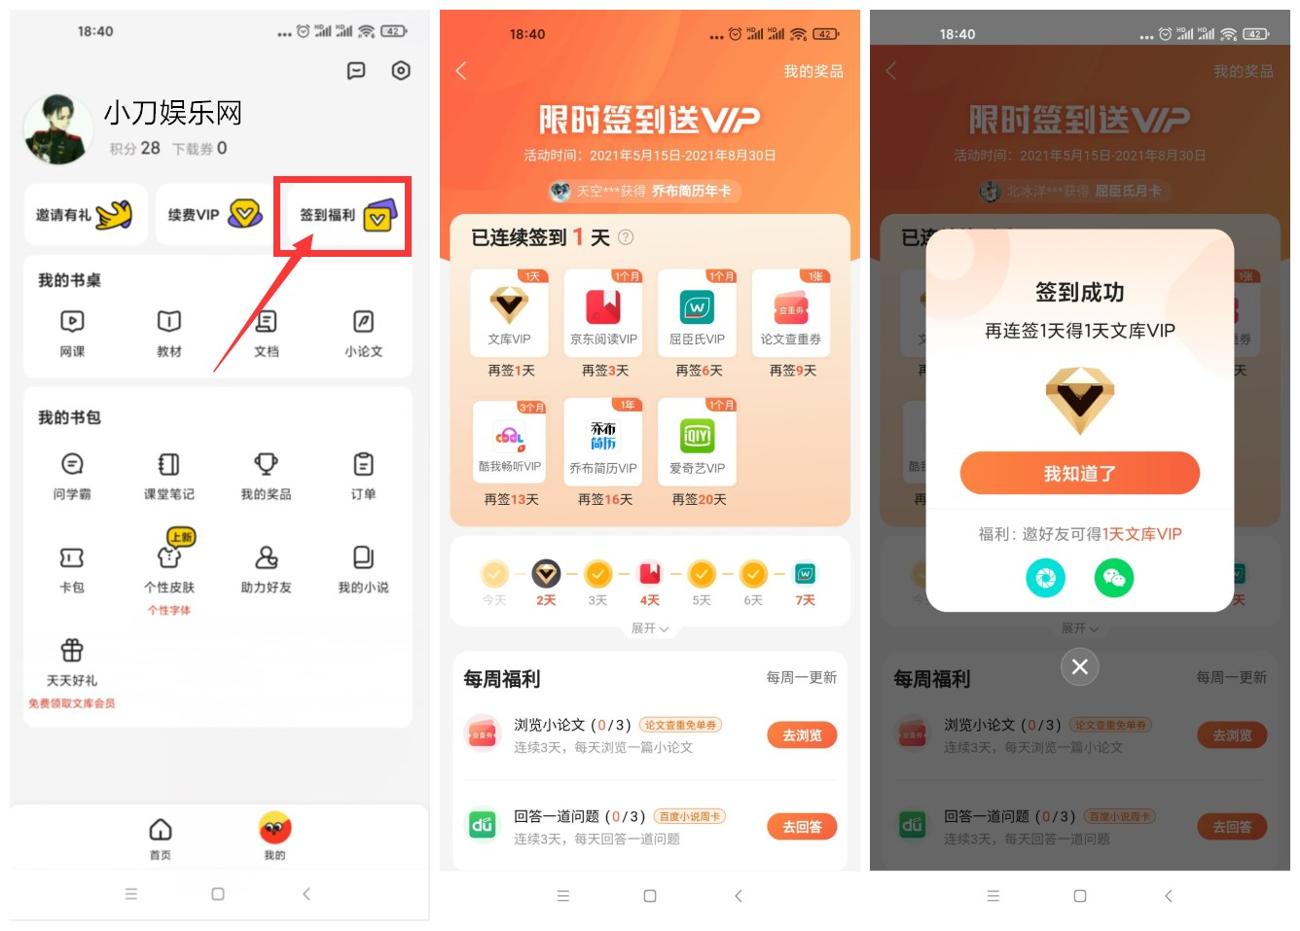 18:40
42
小刀娱乐网
积分 28 下载券 0
邀请有礼
续费VIP
签到福利
我的书桌
网课
教材
文档
小论文
我的书包
问学霸
课堂笔记
我的奖品
订单
上新
卡包
个性皮肤
助力好友
我的小说
个性字体
天天好礼
免费领取文库会员
首页
我的
18:40
42
我的奖品
限时签到送VIP
活动时间：2021年5月15日-2021年8月30日
天空***获得 乔布简历年卡
已连续签到 1 天 ?
1天
1个月
1个月
1张
查重券
文库VIP
京东阅读VIP
屈臣氏VIP
论文查重券
再签1天
再签3天
再签6天
再签9天
3个月
1年
1个月
乔布
简历
iQIYI
酷我畅听VIP
乔布简历VIP
爱奇艺VIP
再签13天
再签16天
再签20天
今天
2天
3天
4天
5天
6天
7天
展开
每周福利
每周一更新
浏览小论文 (0/3) 论文查重免单券
连续3天，每天浏览一篇小论文
去浏览
回答一道问题 (0/3) 百度小说周卡
连续3天，每天回答一道问题
去回答
du
18:40
42
我的奖品
限时签到送VIP
活动时间：2021年5月15日-2021年8月30日
北冰洋***获得 屈臣氏月卡
已连
签到成功
再连签1天得1天文库VIP
我知道了
福利：邀好友可得1天文库VIP
展开
每周福利
每周一更新
浏览小论文 (0/3) 论文查重免单券
连续3天，每天浏览一篇小论文
去浏览
回答一道问题 (0/3) 百度小说周卡
连续3天，每天回答一道问题
去回答
du